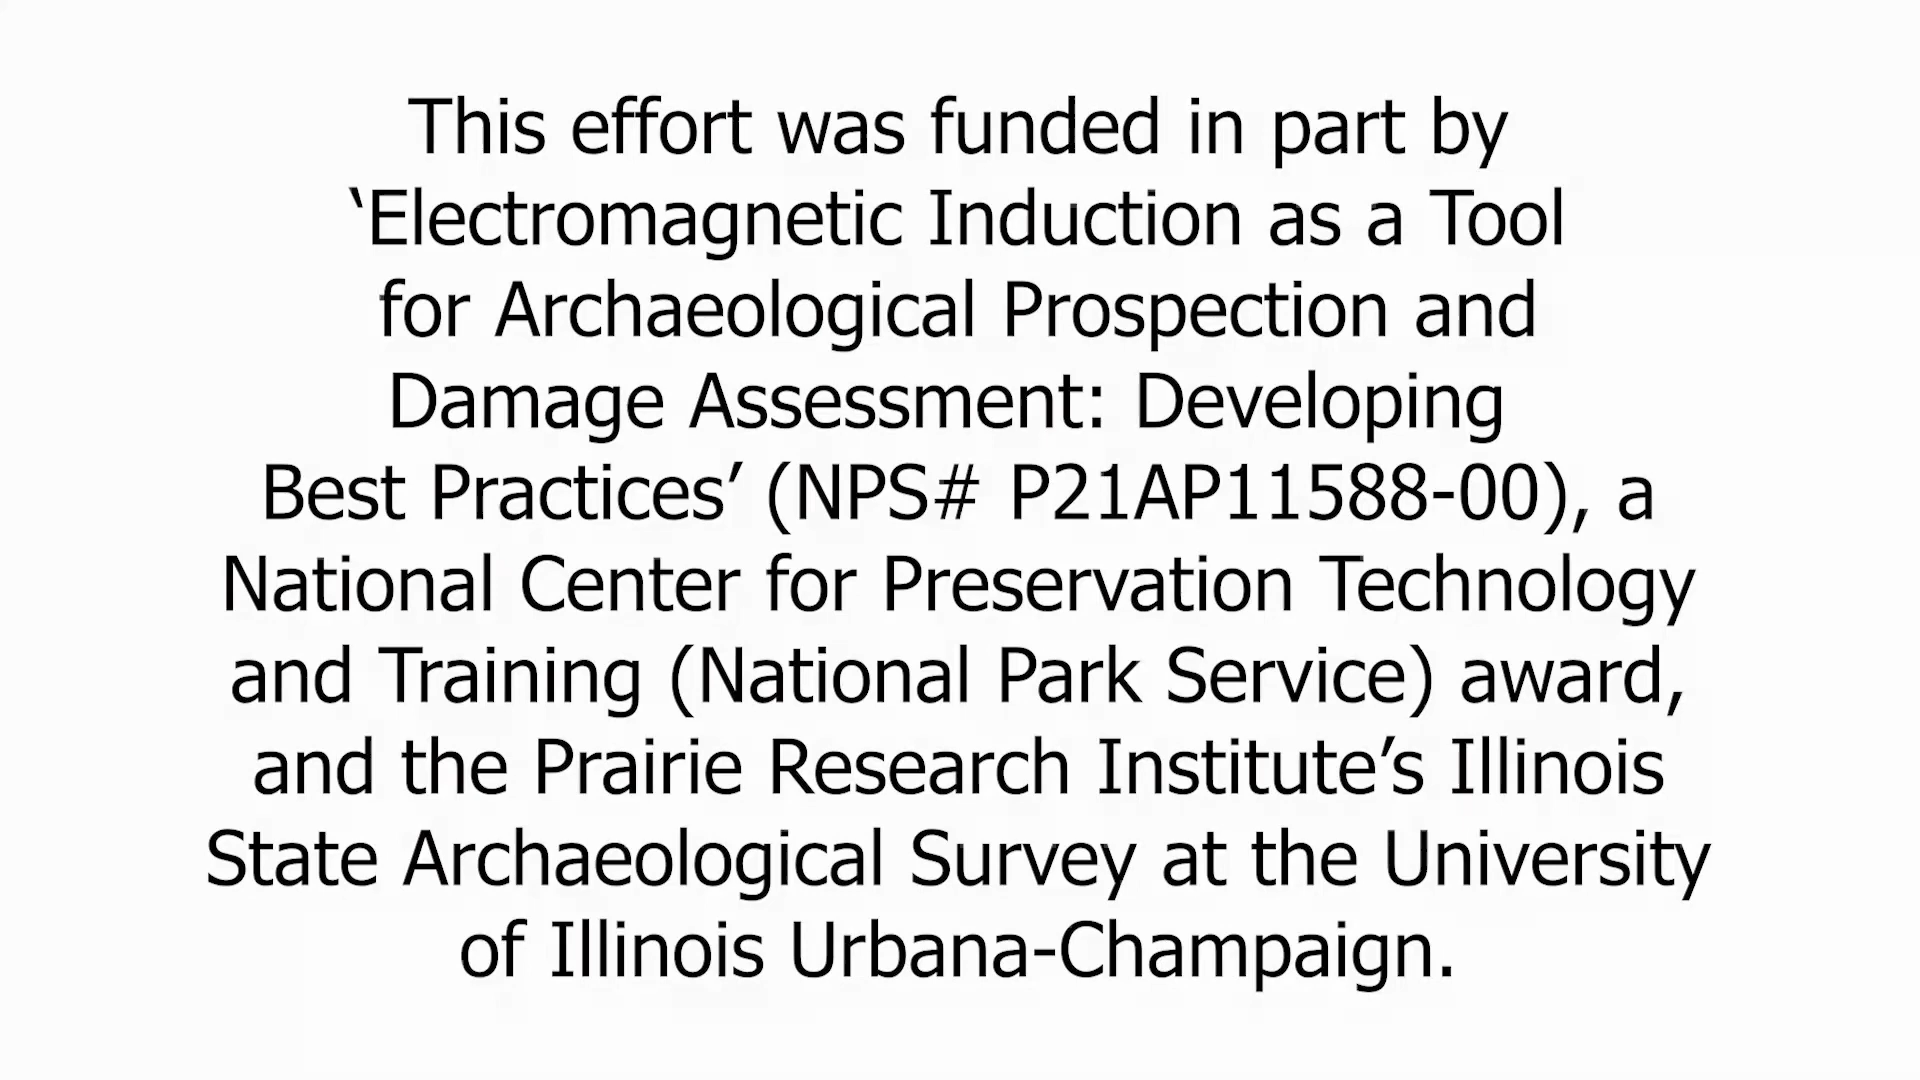 This effort was funded in part by
‘Electromagnetic Induction as a Tool
for Archaeological Prospection and
Damage Assessment: Developing
Best Practices’ (NPS# P21AP11588-00), a
National Center for Preservation Technology
and Training (National Park Service) award,
and the Prairie Research Institute’s Illinois
State Archaeological Survey at the University
of Illinois Urbana-Champaign.